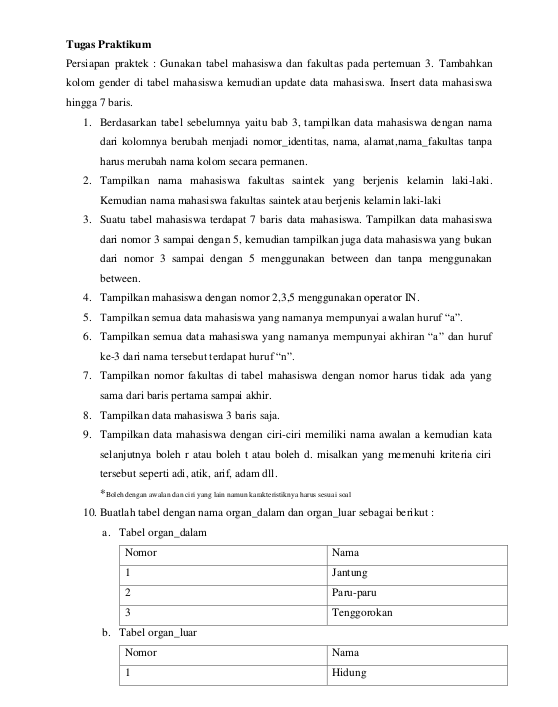 Tugas Praktikum
Persiapan praktek : Gunakan tabel mahasiswa dan fakultas pada pertemuan 3. Tambahkan
kolom gender di tabel mahasiswa kemudian update data mahasiswa. Insert data mahasiswa
hingga 7 baris.
1. Berdasarkan tabel sebelumnya yaitu bab 3, tampilkan data mahasiswa dengan nama
dari kolomnya berubah menjadi nomor_identitas, nama, alamat,nama_fakultas tanpa
harus merubah nama kolom secara permanen.
2. Tampilkan nama mahasiswa fakultas saintek yang berjenis kelamin laki-laki.
Kemudian nama mahasiswa fakultas saintek atau berjenis kelamin laki-laki
3. Suatu tabel mahasiswa terdapat 7 baris data mahasiswa. Tampilkan data mahasiswa
dari nomor 3 sampai dengan 5, kemudian tampilkan juga data mahasiswa yang bukan
dari nomor 3 sampai dengan 5 menggunakan between dan tanpa menggunakan
between.
4. Tampilkan mahasiswa dengan nomor 2,3,5 menggunakan operator IN.
5. Tampilkan semua data mahasiswa yang namanya mempunyai awalan huruf “a”.
6. Tampilkan semua data mahasiswa yang namanya mempunyai akhiran “a” dan huruf
ke-3 dari nama tersebut terdapat huruf “n”.
7. Tampilkan nomor fakultas di tabel mahasiswa dengan nomor harus tidak ada yang
sama dari baris pertama sampai akhir.
8. Tampilkan data mahasiswa 3 baris saja.
9. Tampilkan data mahasiswa dengan ciri-ciri memiliki nama awalan a kemudian kata
selanjutnya boleh r atau boleh t atau boleh d. misalkan yang memenuhi kriteria ciri
tersebut seperti adi, atik, arif, adam dll.
*Boleh dengan awalan dan ciri yang lain namun karakteristiknya harus sesuai soal
10. Buatlah tabel dengan nama organ_dalam dan organ_luar sebagai berikut :
a. Tabel organ_dalam
Nomor Nama
1 Jantung
2 Paru-paru
3 Tenggorokan
b. Tabel organ_luar
Nomor Nama
1 Hidung